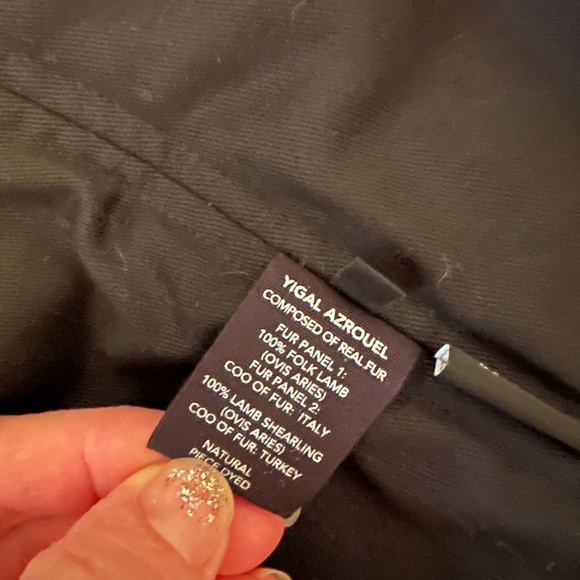 YIGAL AZROUEL
COMPOSED OF REAL FUR
FUR PANEL 1:
100% FOLK LAMB
(OVIS ARIES)
FUR PANEL 2:
COO OF FUR: ITALY
100% LAMB SHEARLING
(OVIS ARIES)
COO OF FUR: TURKEY
NATURAL
PIECE DYED